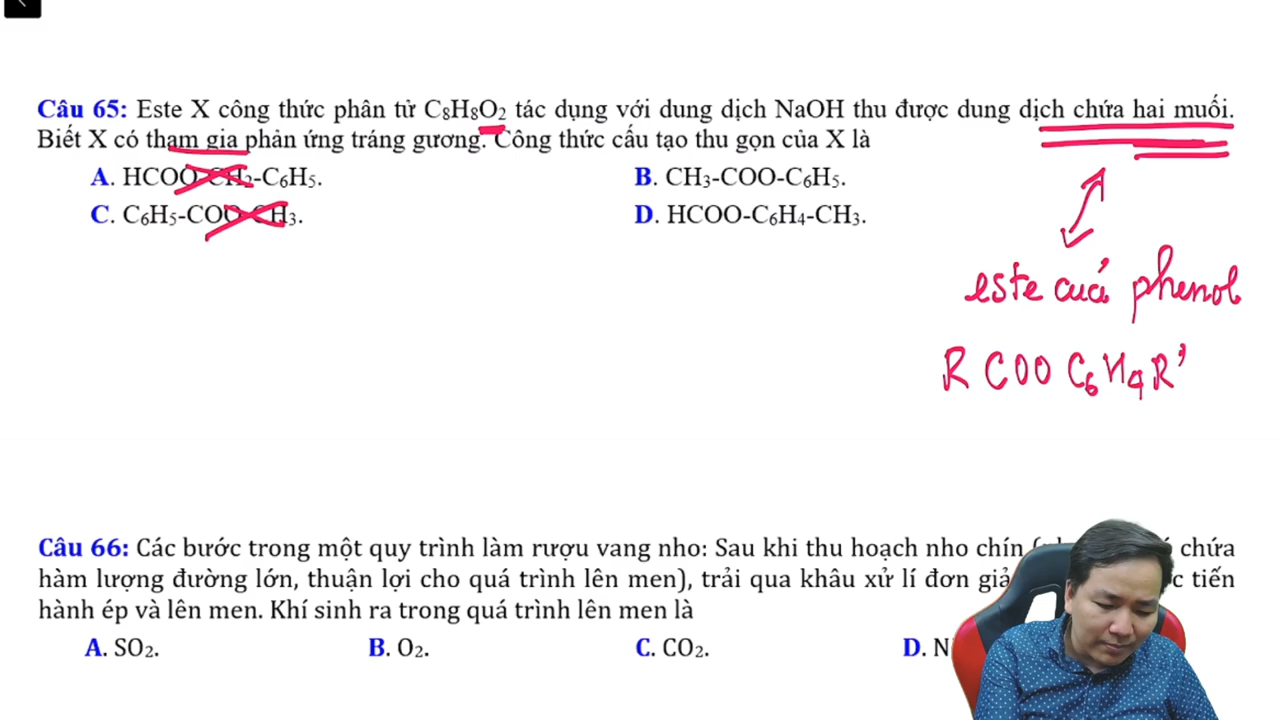 Câu 65: Este X công thức phân tử C₈H₈O₂ tác dụng với dung dịch NaOH thu được dung dịch chứa hai muối.
Biết X có tham gia phản ứng tráng gương. Công thức cấu tạo thu gọn của X là
A. HCOO-CH₂-C₆H₅. B. CH₃-COO-C₆H₅.
C. C₆H₅-COO-CH₃. D. HCOO-C₆H₄-CH₃.
este của phenol
RCOOC₆H₄R'
Câu 66: Các bước trong một quy trình làm rượu vang nho: Sau khi thu hoạch nho chín chứa
hàm lượng đường lớn, thuận lợi cho quá trình lên men), trải qua khâu xử lí đơn tiến
hành ép và lên men. Khí sinh ra trong quá trình lên men là
A. SO₂. B. O₂. C. CO₂. D.